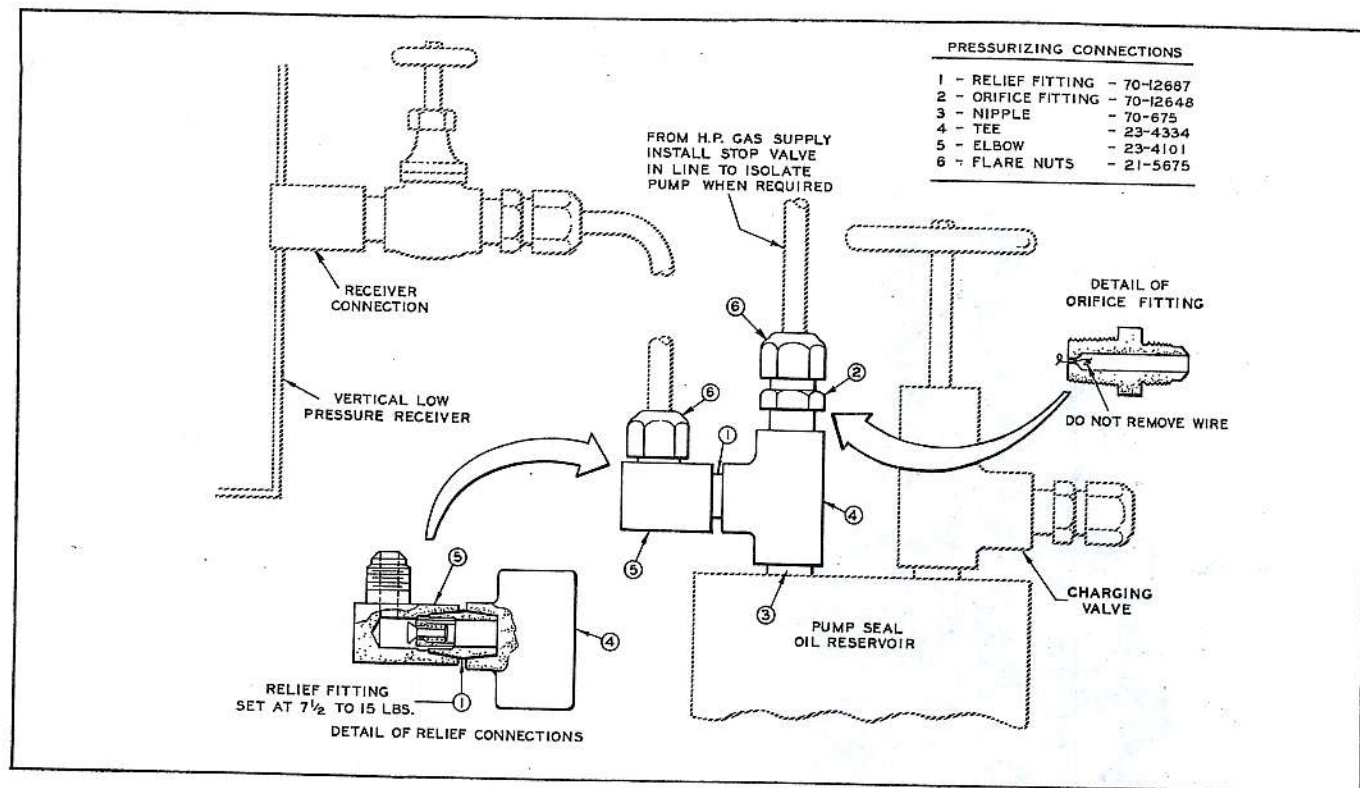 PRESSURIZING CONNECTIONS
1 - RELIEF FITTING - 70-12687
2 - ORIFICE FITTING - 70-12648
3 - NIPPLE - 70-675
4 - TEE - 23-4334
5 - ELBOW - 23-4101
6 - FLARE NUTS - 21-5675
FROM H.P. GAS SUPPLY
INSTALL STOP VALVE
IN LINE TO ISOLATE
PUMP WHEN REQUIRED
RECEIVER
CONNECTION
VERTICAL LOW
PRESSURE RECEIVER
DETAIL OF
ORIFICE FITTING
DO NOT REMOVE WIRE
6
2
6
1
4
5
3
CHARGING
VALVE
PUMP SEAL
OIL RESERVOIR
5
4
1
RELIEF FITTING
SET AT 7 1/2 TO 15 LBS.
DETAIL OF RELIEF CONNECTIONS